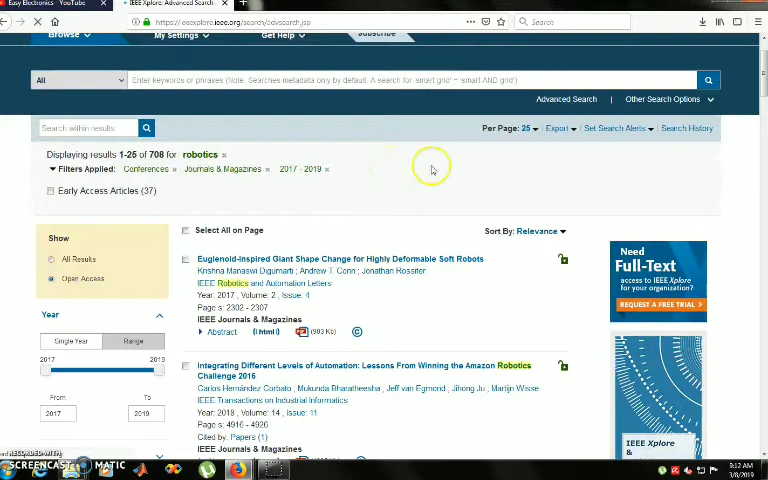 Easy Electronics - YouTube × IEEE Xplore: Advanced Search × +
https://ieeexplore.ieee.org/search/advsearch.jsp Search
Browse My Settings Get Help Subscribe
All Enter keywords or phrases (Note: Searches metadata only by default. A search for 'smart grid' = 'smart AND grid')
Advanced Search | Other Search Options
Search within results Per Page: 25 Export Set Search Alerts Search History
Displaying results 1-25 of 708 for robotics ×
Filters Applied: Conferences × Journals & Magazines × 2017 - 2019 ×
Early Access Articles (37)
Show
All Results
Open Access
Year
Single Year Range
2017 2019
From To
2017 2019
Select All on Page Sort By: Relevance
Euglenoid-Inspired Giant Shape Change for Highly Deformable Soft Robots
Krishna Manaswi Digumarti ; Andrew T. Conn ; Jonathan Rossiter
IEEE Robotics and Automation Letters
Year: 2017 , Volume: 2 , Issue: 4
Page s: 2302 - 2307
IEEE Journals & Magazines
Abstract (html) (903 Kb) ©
Integrating Different Levels of Automation: Lessons From Winning the Amazon Robotics
Challenge 2016
Carlos Hernández Corbato ; Mukunda Bharatheesha ; Jeff van Egmond ; Jihong Ju ; Martijn Wisse
IEEE Transactions on Industrial Informatics
Year: 2018 , Volume: 14 , Issue: 11
Page s: 4916 - 4926
Cited by: Papers (1)
IEEE Journals & Magazines
Need
Full-Text
access to IEEE Xplore
for your organization?
REQUEST A FREE TRIAL >
IEEE Xplore
&
RECORDED WITH
SCREENCAST MATIC
9:12 AM
3/8/2019